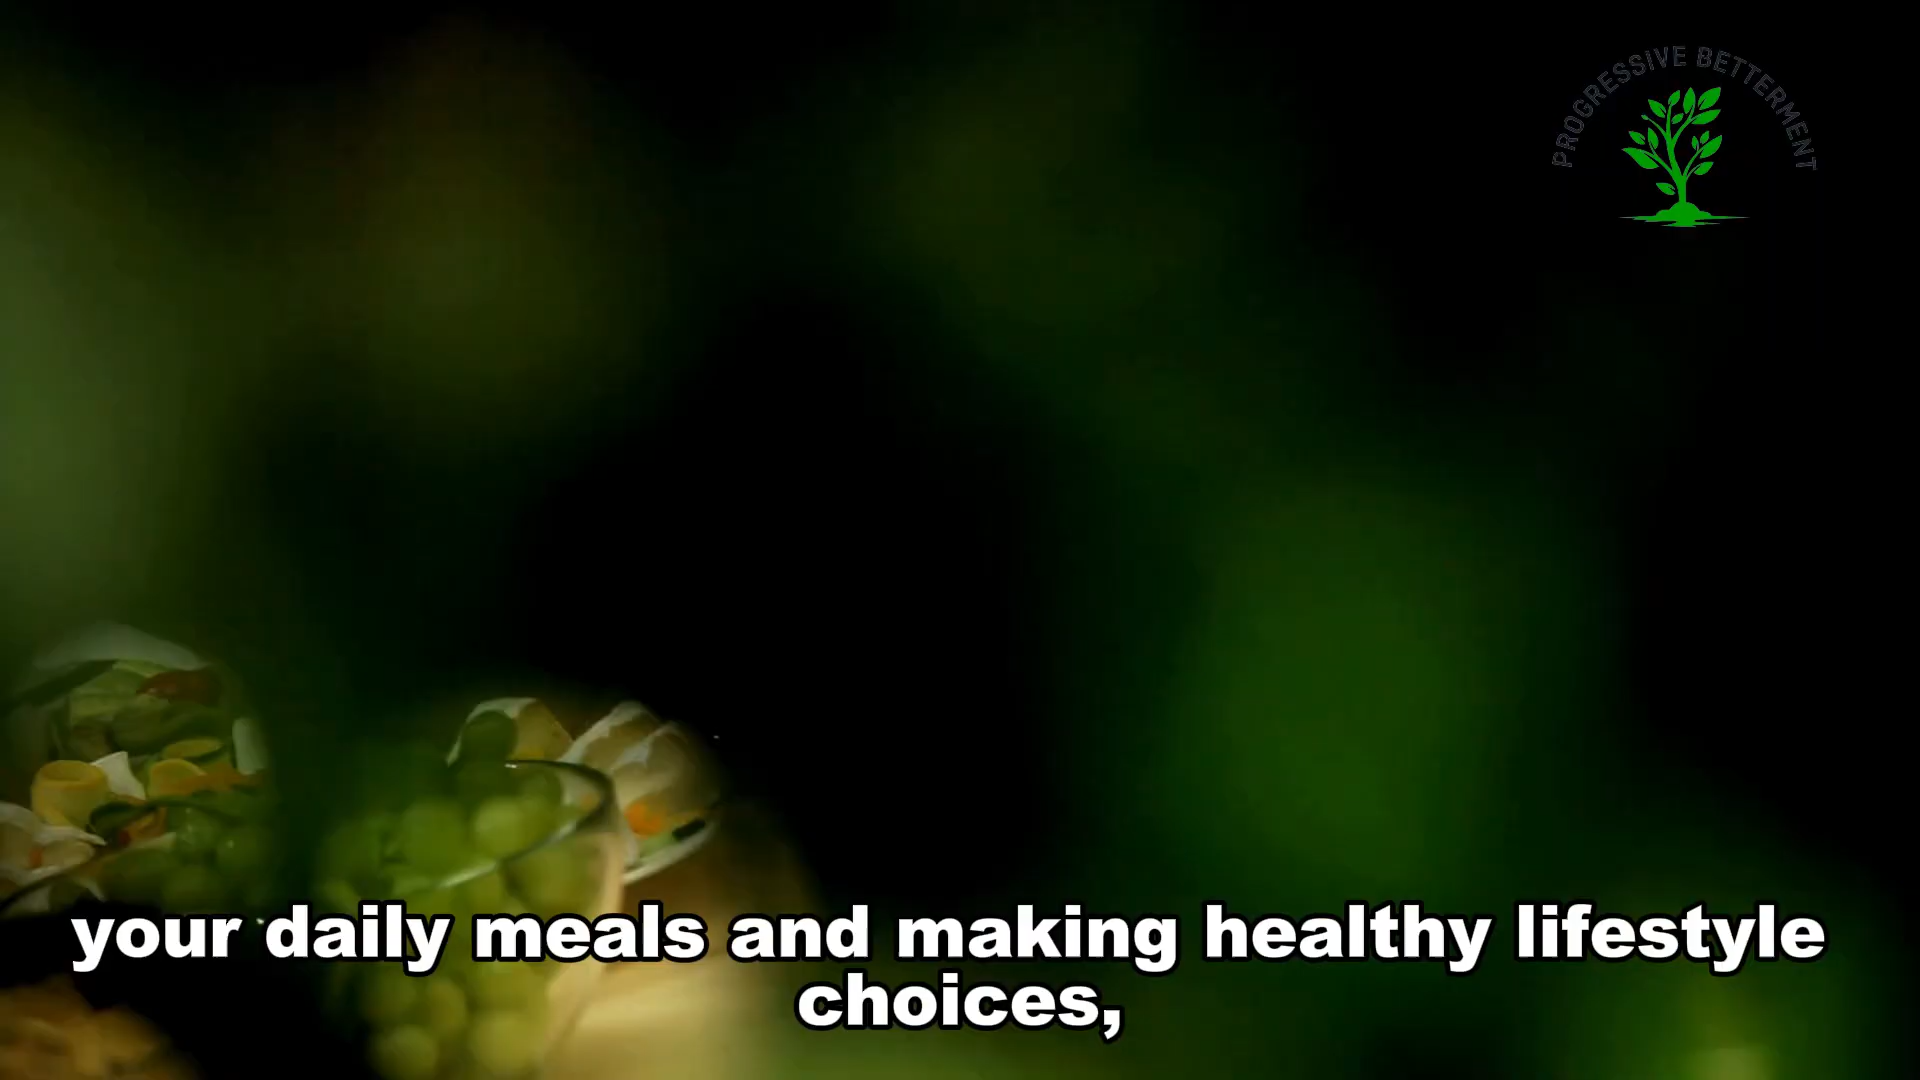 PROGRESSIVE BETTERMENT
your daily meals and making healthy lifestyle
choices,